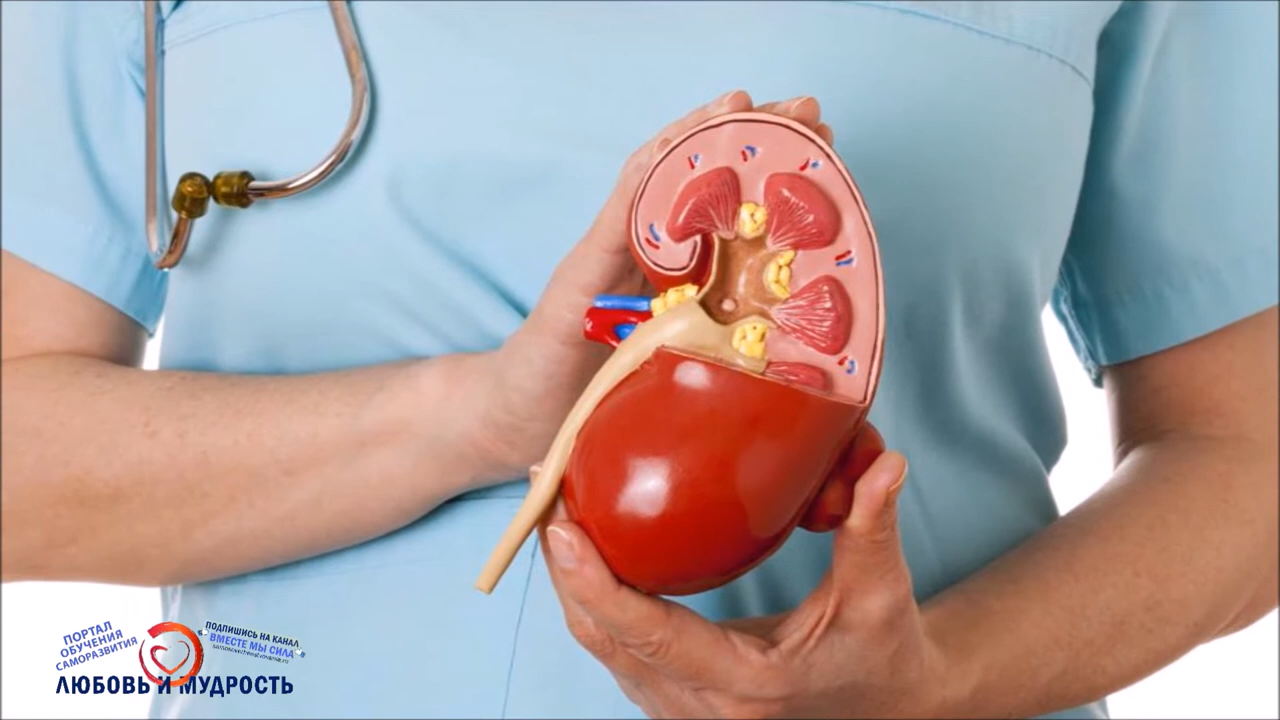 ПОРТАЛ
ОБУЧЕНИЯ
САМОРАЗВИТИЯ
ПОДПИШИСЬ НА КАНАЛ
ВМЕСТЕ МЫ СИЛА
ЛЮБОВЬ И МУДРОСТЬ